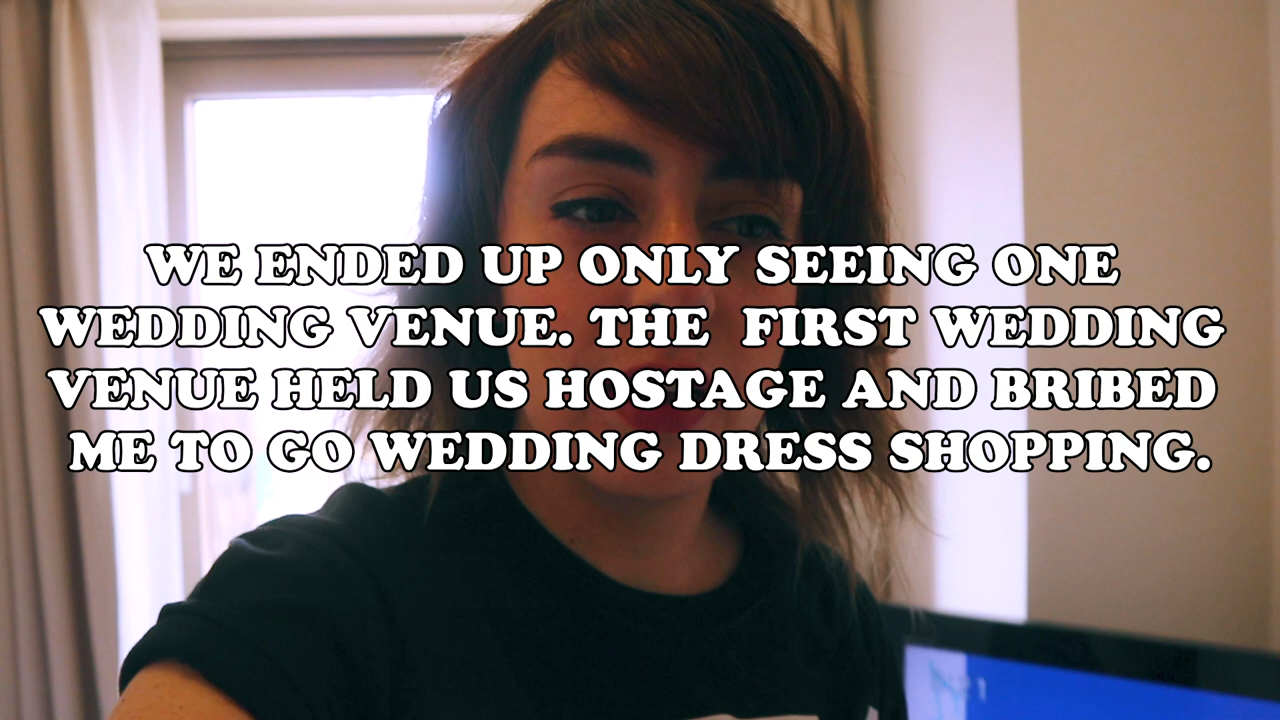 WE ENDED UP ONLY SEEING ONE
WEDDING VENUE. THE  FIRST WEDDING
VENUE HELD US HOSTAGE AND BRIBED
ME TO GO WEDDING DRESS SHOPPING.